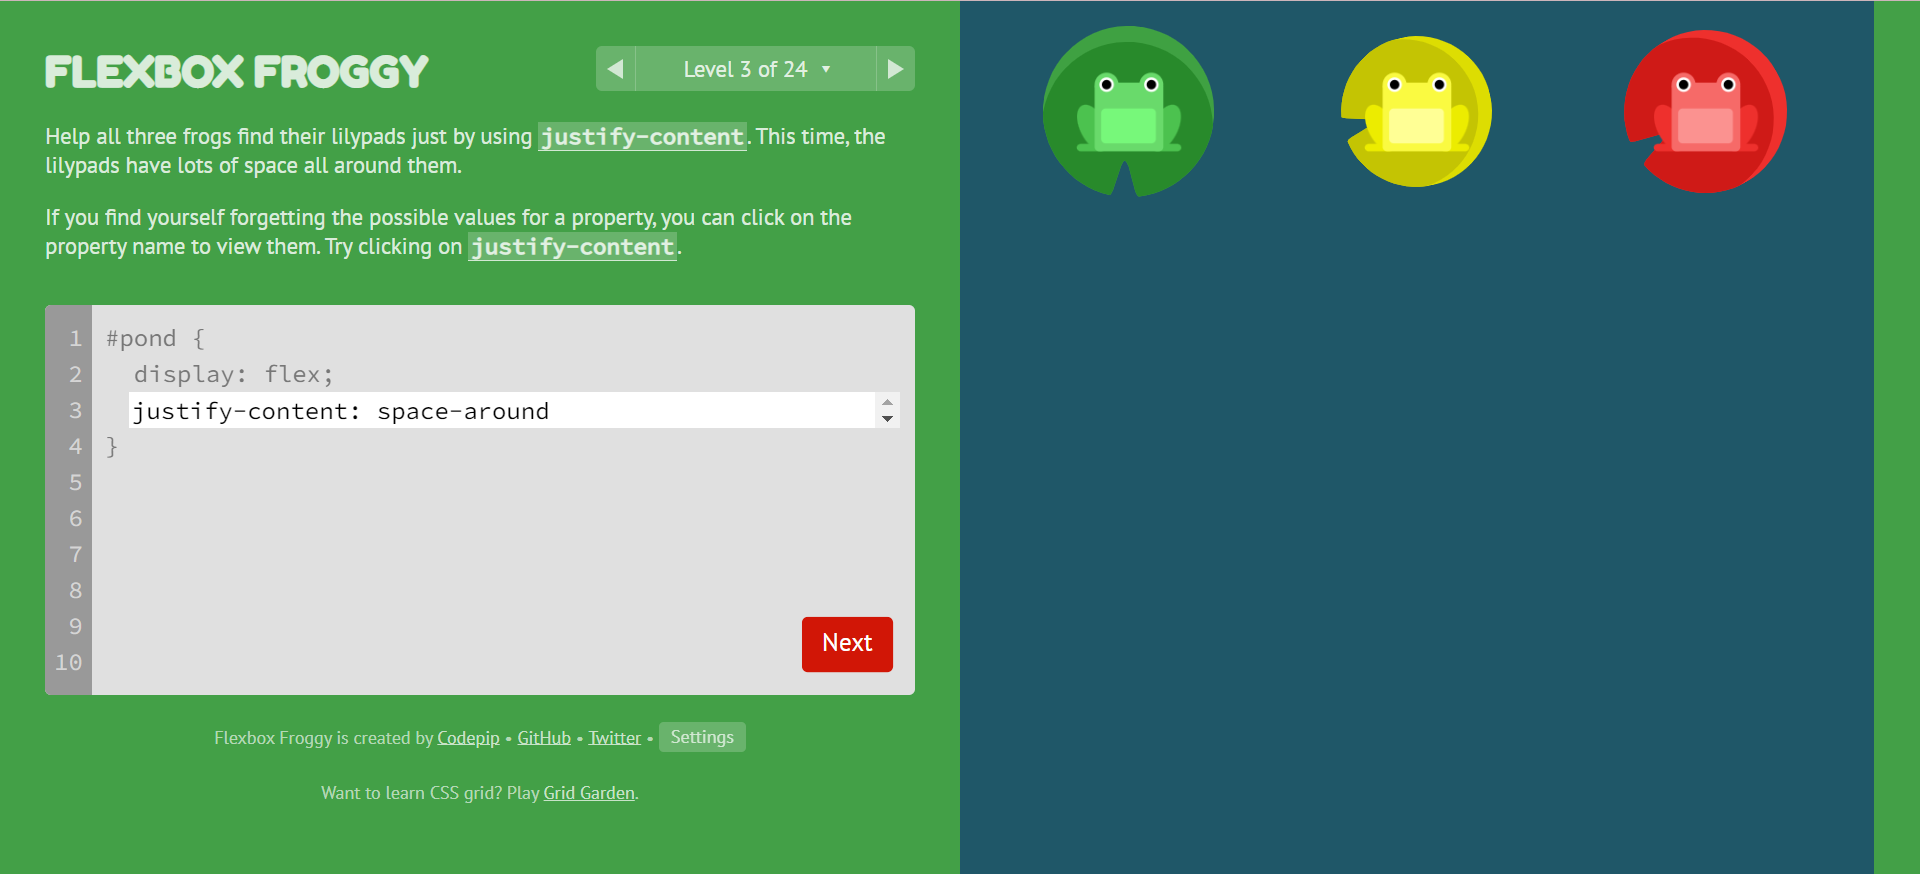 FLEXBOX FROGGY
Level 3 of 24
Help all three frogs find their lilypads just by using justify-content. This time, the
lilypads have lots of space all around them.
If you find yourself forgetting the possible values for a property, you can click on the
property name to view them. Try clicking on justify-content.
1 #pond {
2 display: flex;
3 justify-content: space-around
4 }
5
6
7
8
9
10
Next
Flexbox Froggy is created by Codepip • GitHub • Twitter • Settings
Want to learn CSS grid? Play Grid Garden.